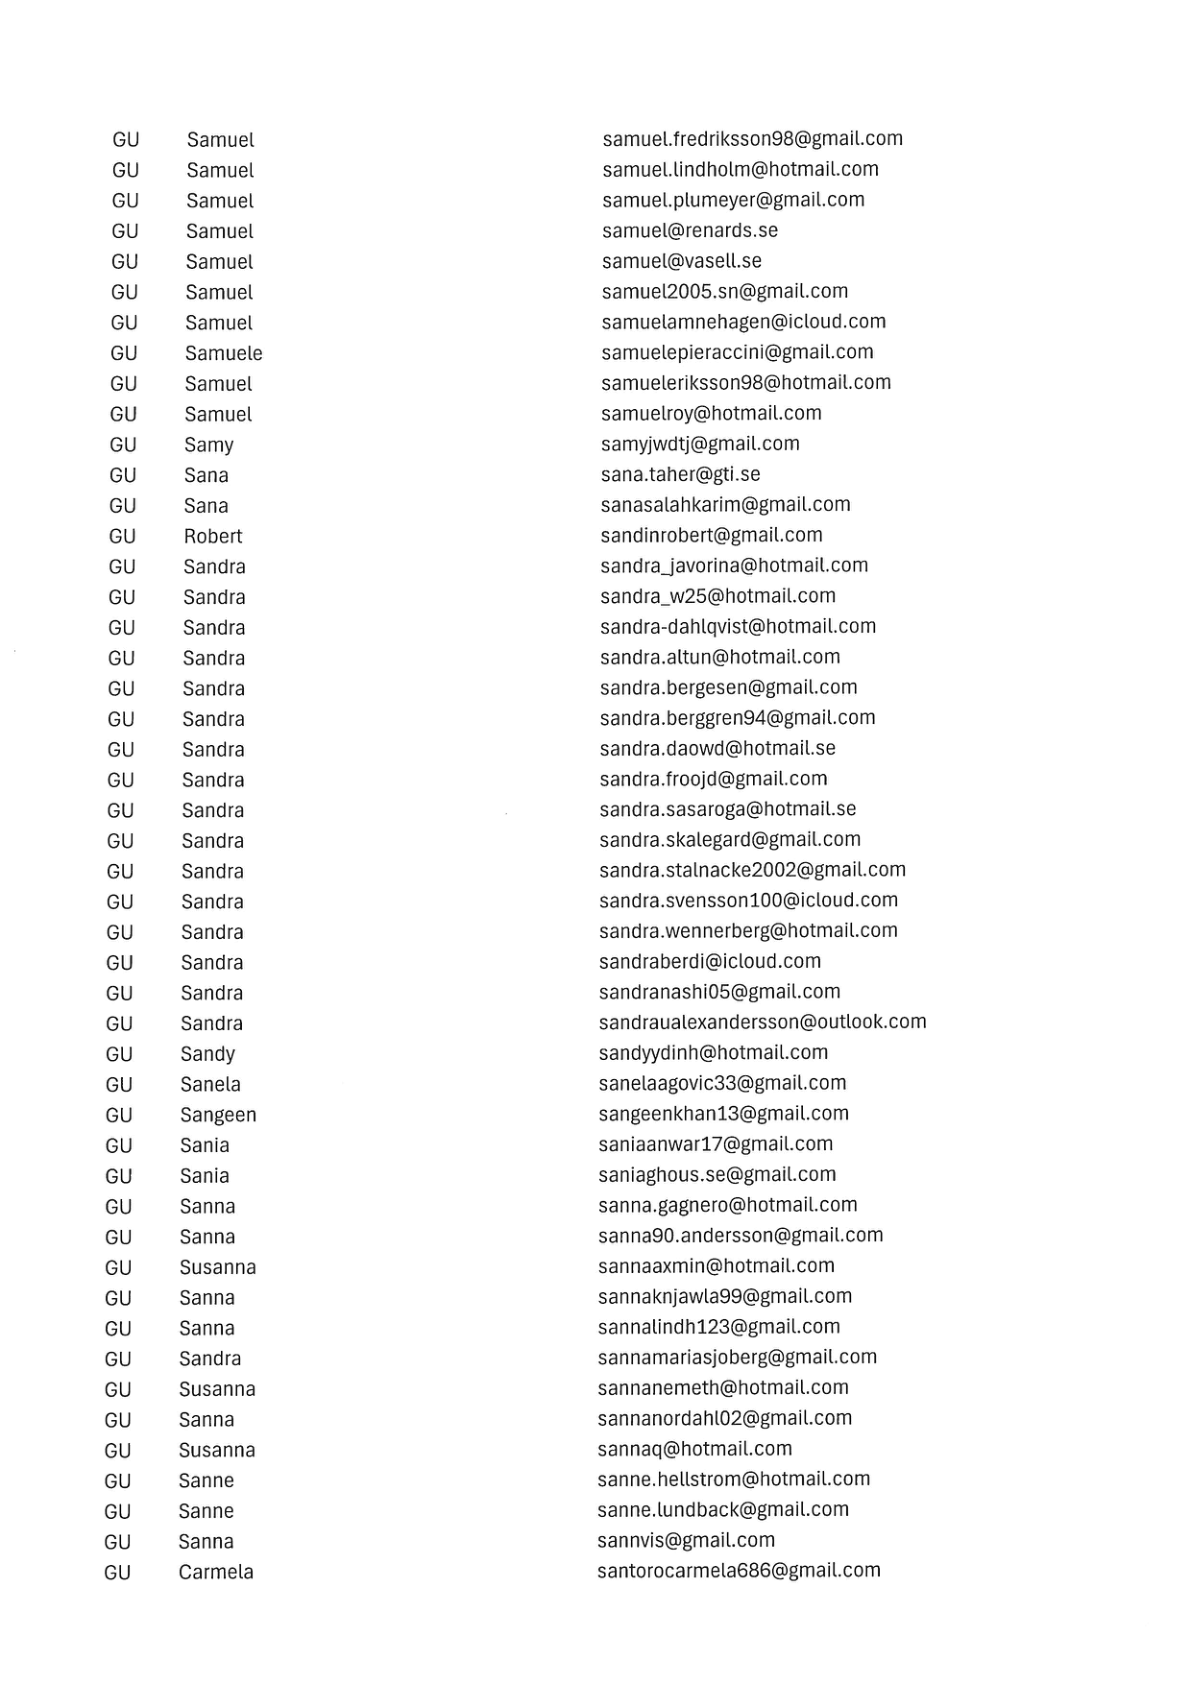 GU Samuel samuel.fredriksson98@gmail.com
GU Samuel samuel.lindholm@hotmail.com
GU Samuel samuel.plumeyer@gmail.com
GU Samuel samuel@renards.se
GU Samuel samuel@vasell.se
GU Samuel samuel2005.sn@gmail.com
GU Samuel samuelamnehagen@icloud.com
GU Samuele samuelepieraccini@gmail.com
GU Samuel samueleriksson98@hotmail.com
GU Samuel samuelroy@hotmail.com
GU Samy samyjwdtj@gmail.com
GU Sana sana.taher@gti.se
GU Sana sanasalahkarim@gmail.com
GU Robert sandinrobert@gmail.com
GU Sandra sandra_javorina@hotmail.com
GU Sandra sandra_w25@hotmail.com
GU Sandra sandra-dahlqvist@hotmail.com
GU Sandra sandra.altun@hotmail.com
GU Sandra sandra.bergesen@gmail.com
GU Sandra sandra.berggren94@gmail.com
GU Sandra sandra.daowd@hotmail.se
GU Sandra sandra.froojd@gmail.com
GU Sandra sandra.sasaroga@hotmail.se
GU Sandra sandra.skalegard@gmail.com
GU Sandra sandra.stalnacke2002@gmail.com
GU Sandra sandra.svensson100@icloud.com
GU Sandra sandra.wennerberg@hotmail.com
GU Sandra sandraberdi@icloud.com
GU Sandra sandranashi05@gmail.com
GU Sandra sandraualexandersson@outlook.com
GU Sandy sandyydinh@hotmail.com
GU Sanela sanelaagovic33@gmail.com
GU Sangeen sangeenkhan13@gmail.com
GU Sania saniaanwar17@gmail.com
GU Sania saniaghous.se@gmail.com
GU Sanna sanna.gagnero@hotmail.com
GU Sanna sanna90.andersson@gmail.com
GU Susanna sannaaxmin@hotmail.com
GU Sanna sannaknjawla99@gmail.com
GU Sanna sannalindh123@gmail.com
GU Sandra sannamariasjoberg@gmail.com
GU Susanna sannanemeth@hotmail.com
GU Sanna sannanordahl02@gmail.com
GU Susanna sannaq@hotmail.com
GU Sanne sanne.hellstrom@hotmail.com
GU Sanne sanne.lundback@gmail.com
GU Sanna sannvis@gmail.com
GU Carmela santorocarmela686@gmail.com